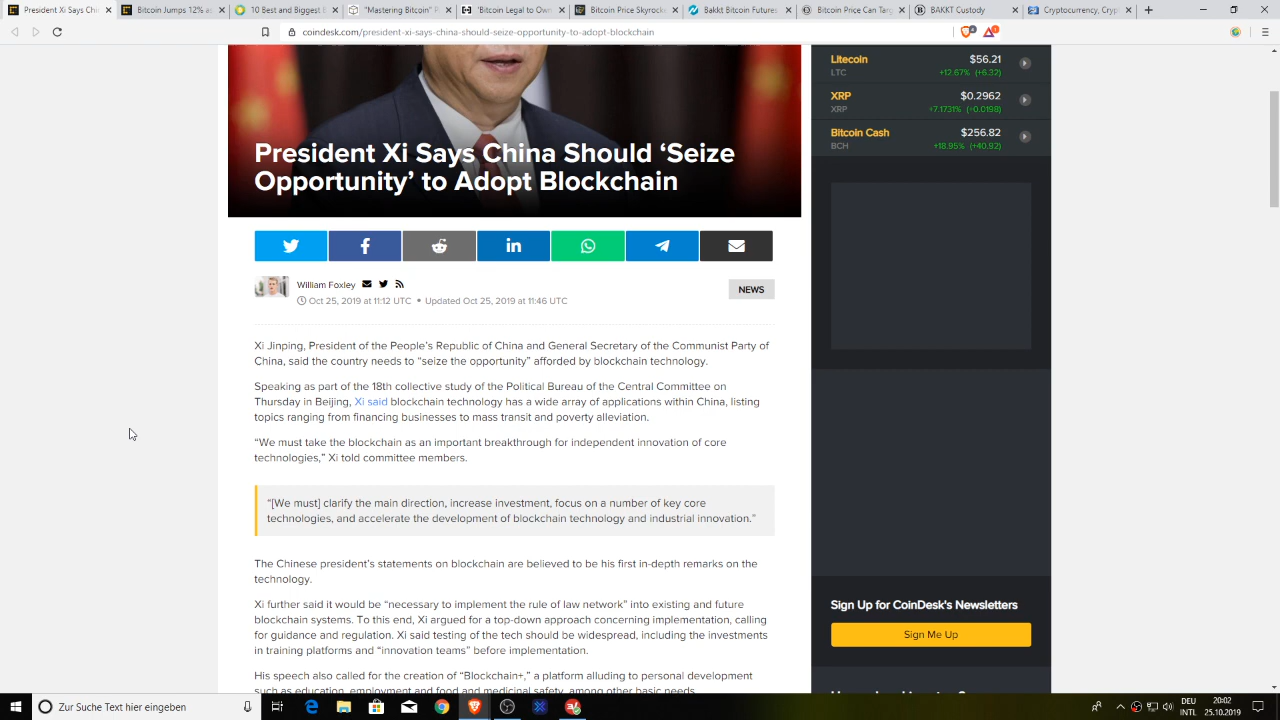 President Xi Says Chi
Bitcoin Jumps 12% as
10 Best and Biggest B
"Mastering Bitcoin" P
'Bitcoin Says to Chin
Bitcoin Price Skyrocke
Bakkt Bitcoin Futures
Bitcoin Price Can Targ
BAKKT Custody
Cryptocurrency, Cryp
coindesk.com/president-xi-says-china-should-seize-opportunity-to-adopt-blockchain
President Xi Says China Should ‘Seize
Opportunity’ to Adopt Blockchain
William Foxley
Oct 25, 2019 at 11:12 UTC • Updated Oct 25, 2019 at 11:46 UTC
NEWS
Xi Jinping, President of the People’s Republic of China and General Secretary of the Communist Party of
China, said the country needs to “seize the opportunity” afforded by blockchain technology.
Speaking as part of the 18th collective study of the Political Bureau of the Central Committee on
Thursday in Beijing, Xi said blockchain technology has a wide array of applications within China, listing
topics ranging from financing businesses to mass transit and poverty alleviation.
“We must take the blockchain as an important breakthrough for independent innovation of core
technologies,” Xi told committee members.
“[We must] clarify the main direction, increase investment, focus on a number of key core
technologies, and accelerate the development of blockchain technology and industrial innovation.”
The Chinese president’s statements on blockchain are believed to be his first in-depth remarks on the
technology.
Xi further said it would be “necessary to implement the rule of law network” into existing and future
blockchain systems. To this end, Xi argued for a top-down approach concerning implementation, calling
for guidance and regulation. Xi said testing of the tech should be widespread, including the investments
in training platforms and “innovation teams” before implementation.
His speech also called for the creation of “Blockchain+,” a platform alluding to personal development
such as education, employment and food and medicinal safety, among other basic needs.
Litecoin $56.21
LTC +12.67% (+6.32)
XRP $0.2962
XRP +7.1731% (+0.0198)
Bitcoin Cash $256.82
BCH +18.95% (+40.92)
Sign Up for CoinDesk's Newsletters
Sign Me Up
Zur Suche Text hier eingeben
DEU
INTL
20:02
25.10.2019